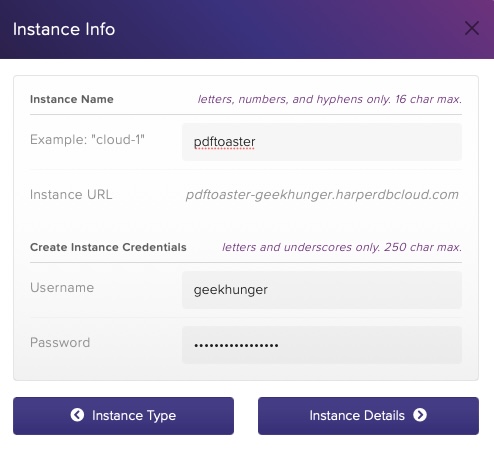 Instance Info
Instance Name letters, numbers, and hyphens only. 16 char max.
Example: "cloud-1" pdftoaster
Instance URL pdftoaster-geekhunger.harperdbcloud.com
Create Instance Credentials letters and underscores only. 250 char max.
Username geekhunger
Password •••••••••••••••••
Instance Type Instance Details